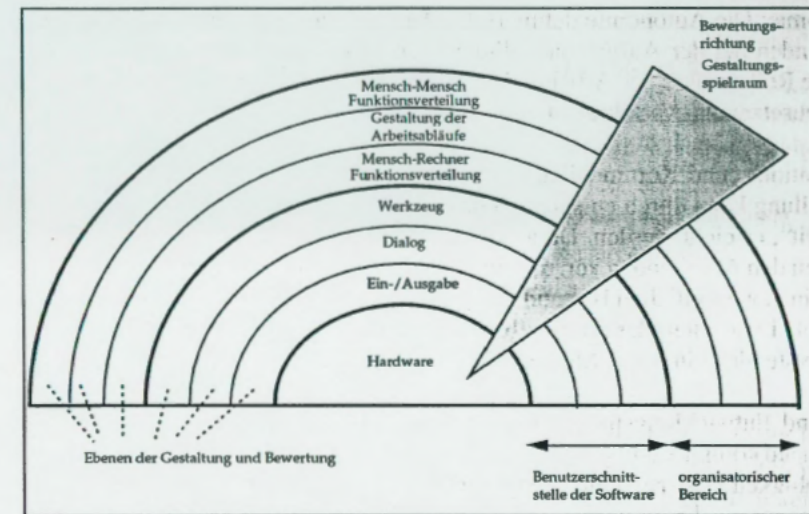 Bewertungs-
richtung
Gestaltungs-
spielraum
Mensch-Mensch
Funktionsverteilung
Gestaltung der
Arbeitsabläufe
Mensch-Rechner
Funktionsverteilung
Werkzeug
Dialog
Ein-/Ausgabe
Hardware
Ebenen der Gestaltung und Bewertung
Benutzerschnitt-
stelle der Software
organisatorischer
Bereich